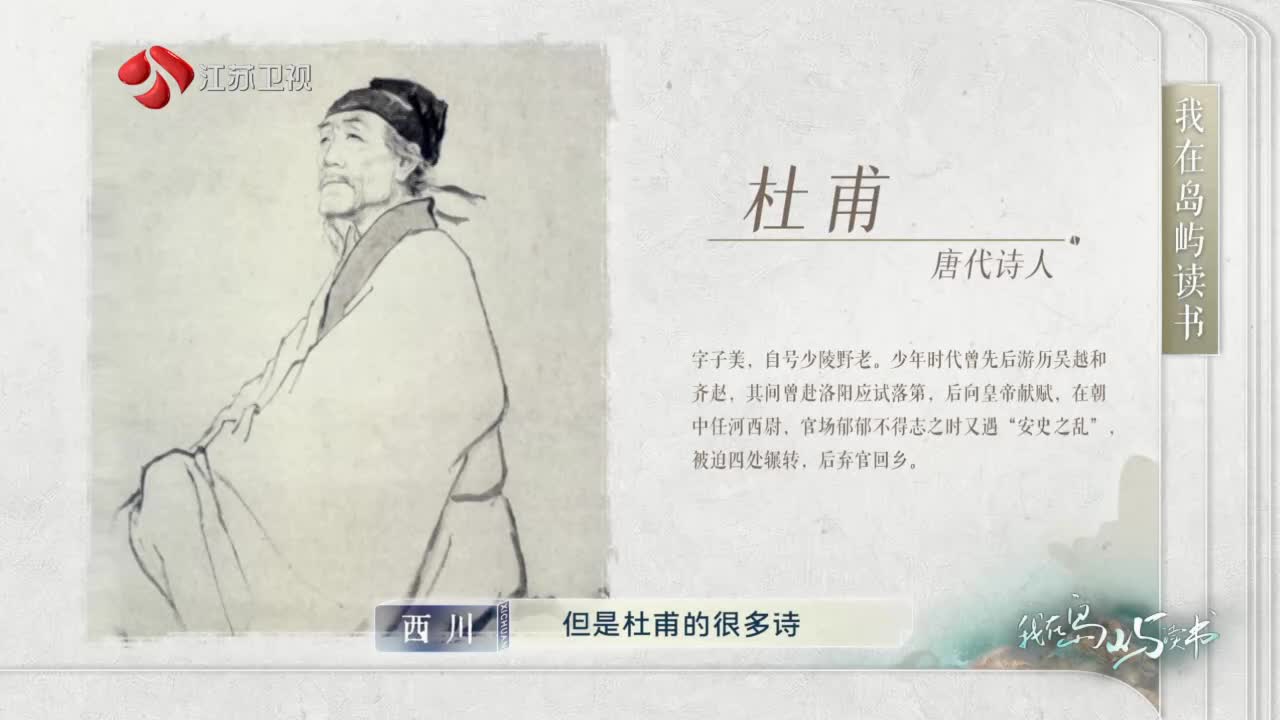 江苏卫视
杜甫
唐代诗人
字子美，自号少陵野老。少年时代曾先后游历吴越和
齐赵，其间曾赴洛阳应试落第，后向皇帝献赋，在朝
中任河西尉，官场郁郁不得志之时又遇“安史之乱”，
被迫四处辗转，后弃官回乡。
我在岛屿读书
西川
XICHUAN
但是杜甫的很多诗
我在岛屿读书